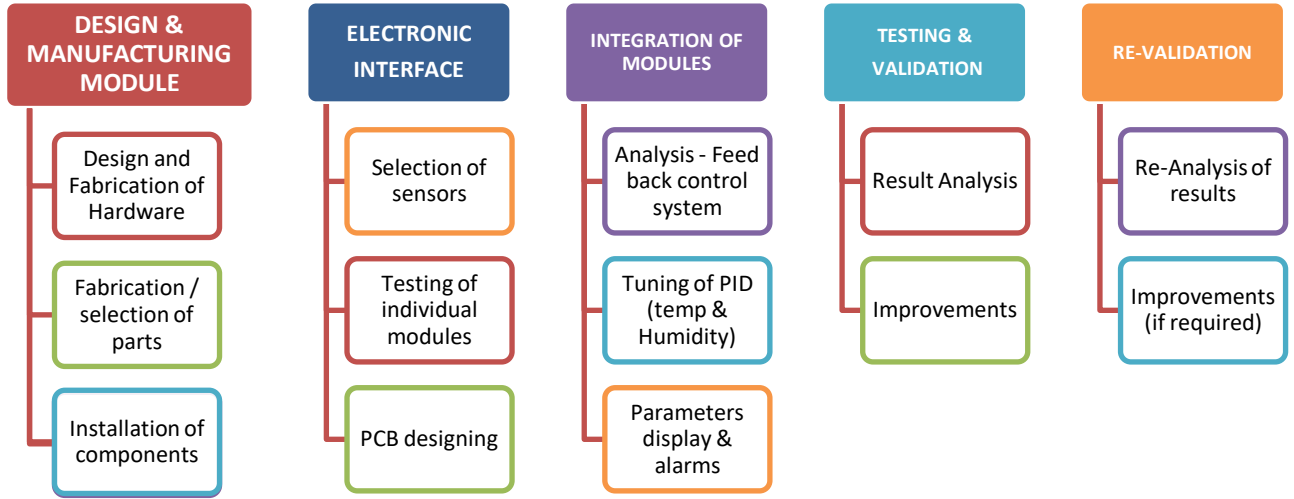 DESIGN &
MANUFACTURING
MODULE
Design and
Fabrication of
Hardware
Fabrication /
selection of
parts
Installation of
components
ELECTRONIC
INTERFACE
Selection of
sensors
Testing of
individual
modules
PCB designing
INTEGRATION OF
MODULES
Analysis - Feed
back control
system
Tuning of PID
(temp &
Humidity)
Parameters
display &
alarms
TESTING &
VALIDATION
Result Analysis
Improvements
RE-VALIDATION
Re-Analysis of
results
Improvements
(if required)